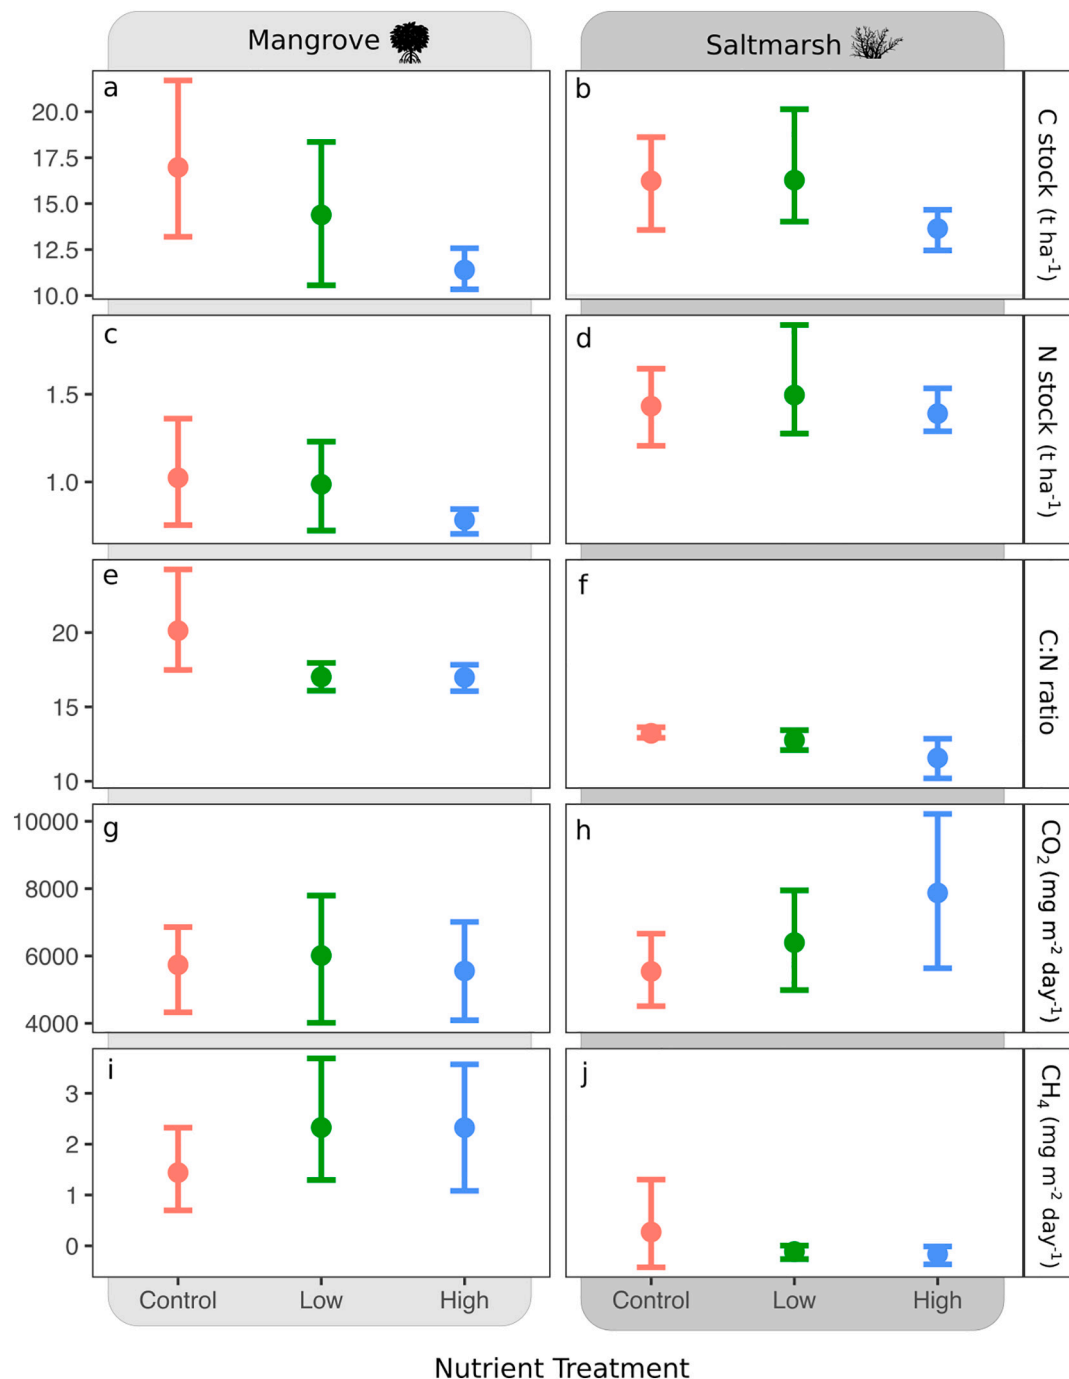 Mangrove
Saltmarsh
a
b
20.0
17.5
15.0
12.5
10.0
C stock (t ha⁻¹)
c
d
1.5
1.0
N stock (t ha⁻¹)
e
f
20
15
10
C:N ratio
g
h
10000
8000
6000
4000
CO₂ (mg m⁻² day⁻¹)
i
j
3
2
1
0
CH₄ (mg m⁻² day⁻¹)
Control Low High
Control Low High
Nutrient Treatment